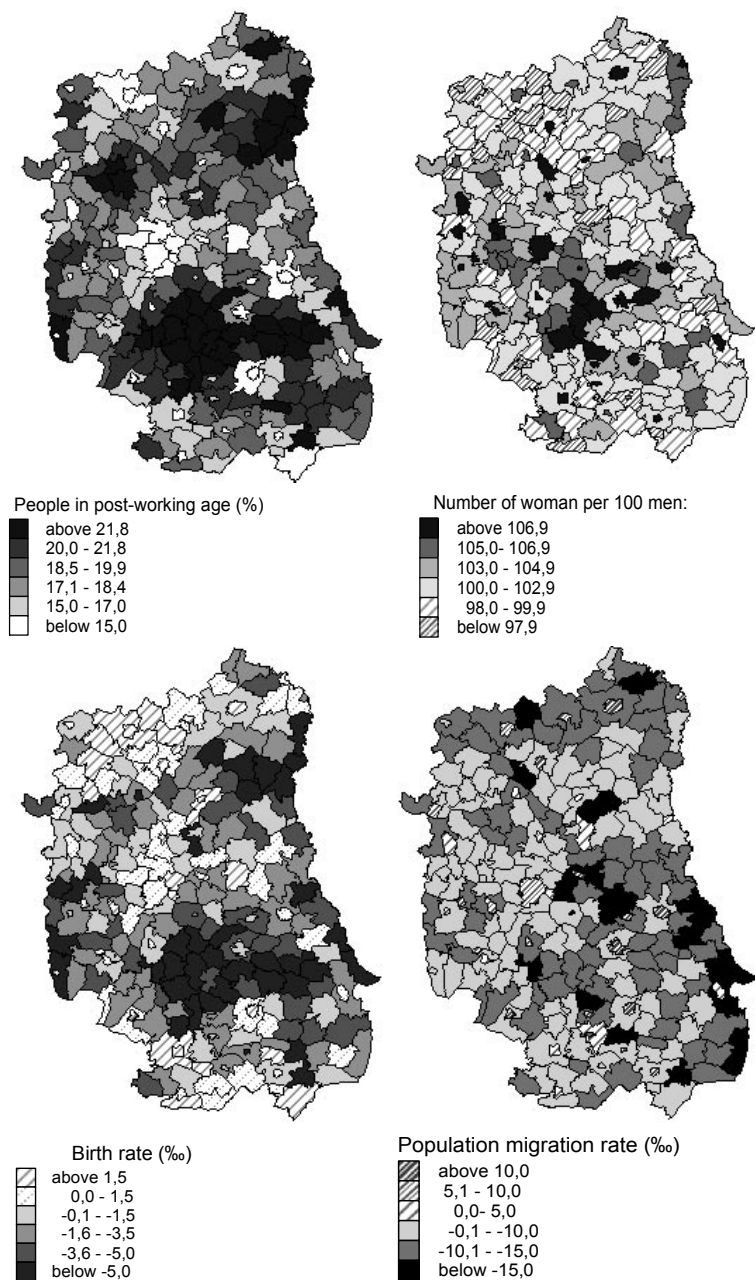 People in post-working age (%)
above 21,8
20,0 - 21,8
18,5 - 19,9
17,1 - 18,4
15,0 - 17,0
below 15,0
Number of woman per 100 men:
above 106,9
105,0- 106,9
103,0 - 104,9
100,0 - 102,9
98,0 - 99,9
below 97,9
Birth rate (‰)
above 1,5
0,0 - 1,5
-0,1 - -1,5
-1,6 - -3,5
-3,6 - -5,0
below -5,0
Population migration rate (‰)
above 10,0
5,1 - 10,0
0,0- 5,0
-0,1 - -10,0
-10,1 - -15,0
below -15,0